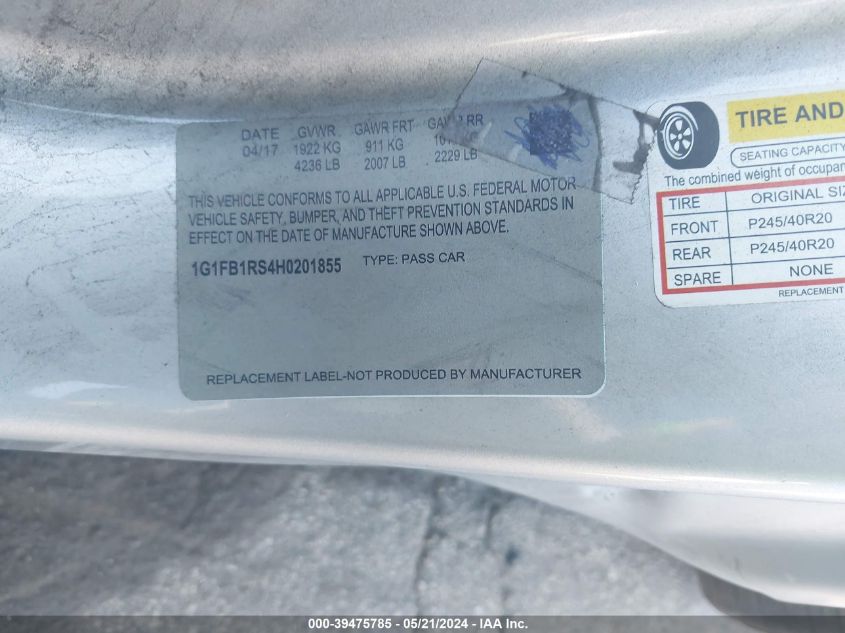 DATE GVWR GAWR FRT RR
04/17 1922 KG 911 KG KG
4236 LB 2007 LB 2229 LB
THIS VEHICLE CONFORMS TO ALL APPLICABLE U.S. FEDERAL MOTOR
VEHICLE SAFETY, BUMPER, AND THEFT PREVENTION STANDARDS IN
EFFECT ON THE DATE OF MANUFACTURE SHOWN ABOVE.
1G1FB1RS4H0201855 TYPE: PASS CAR
REPLACEMENT LABEL-NOT PRODUCED BY MANUFACTURER
TIRE AND
SEATING CAPACITY
The combined weight of
TIRE ORIGINAL
FRONT P245/40R20
REAR P245/40R20
SPARE NONE
REPLACEMENT
000-39475785 / 05/21/2024 / IAAI Inc.